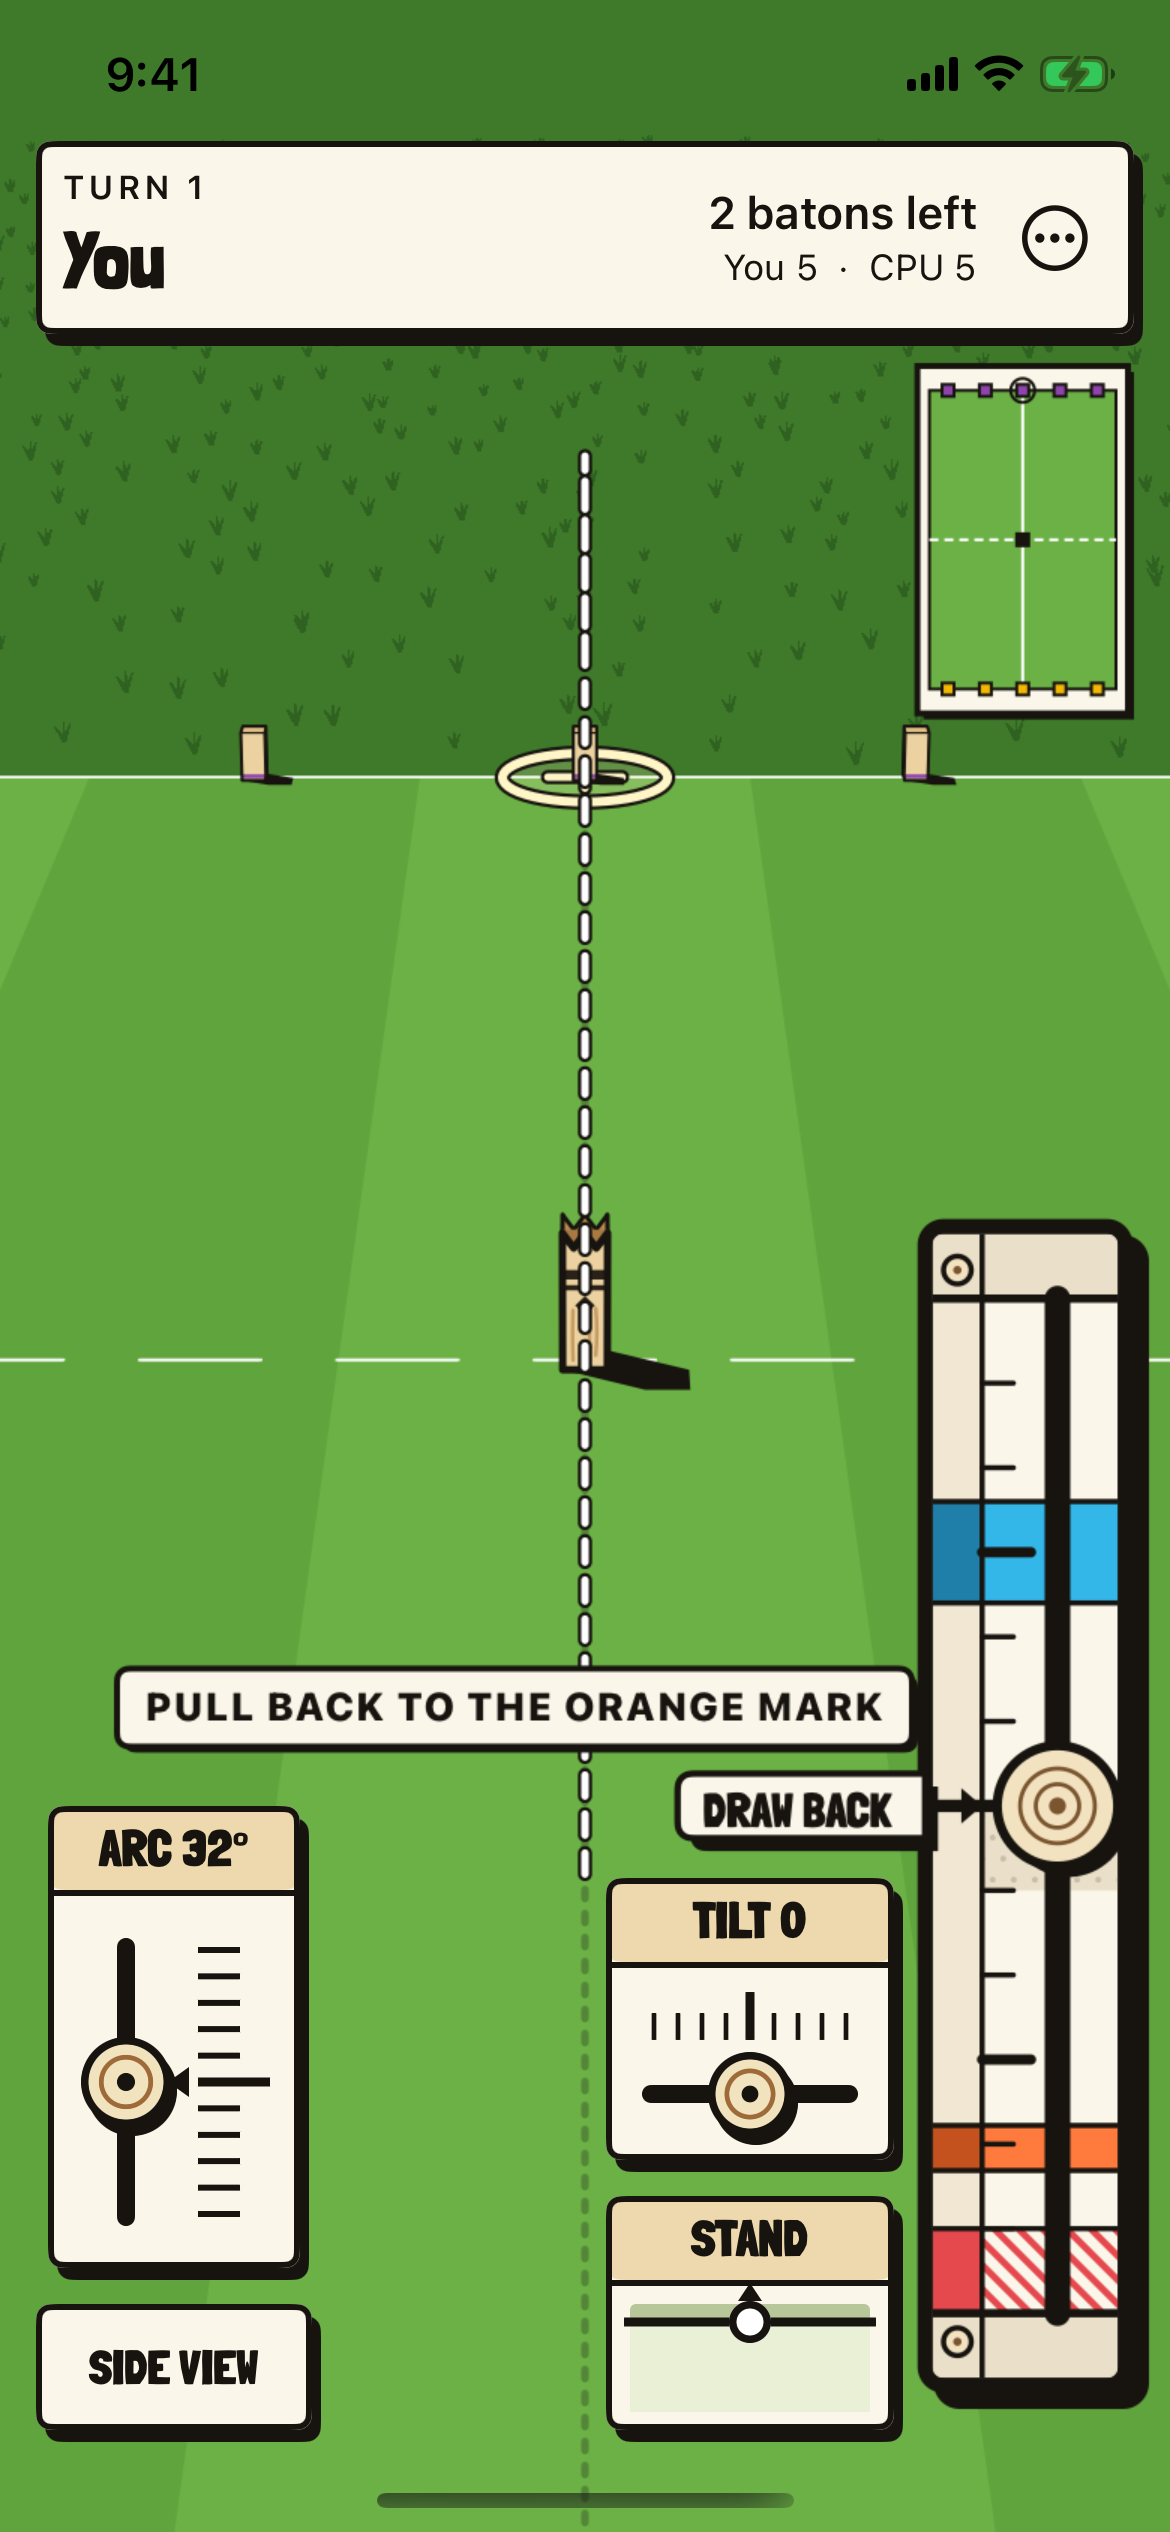 9:41
TURN 1
You
2 batons left
You 5 · CPU 5
PULL BACK TO THE ORANGE MARK
DRAW BACK
ARC 32°
TILT 0
STAND
SIDE VIEW